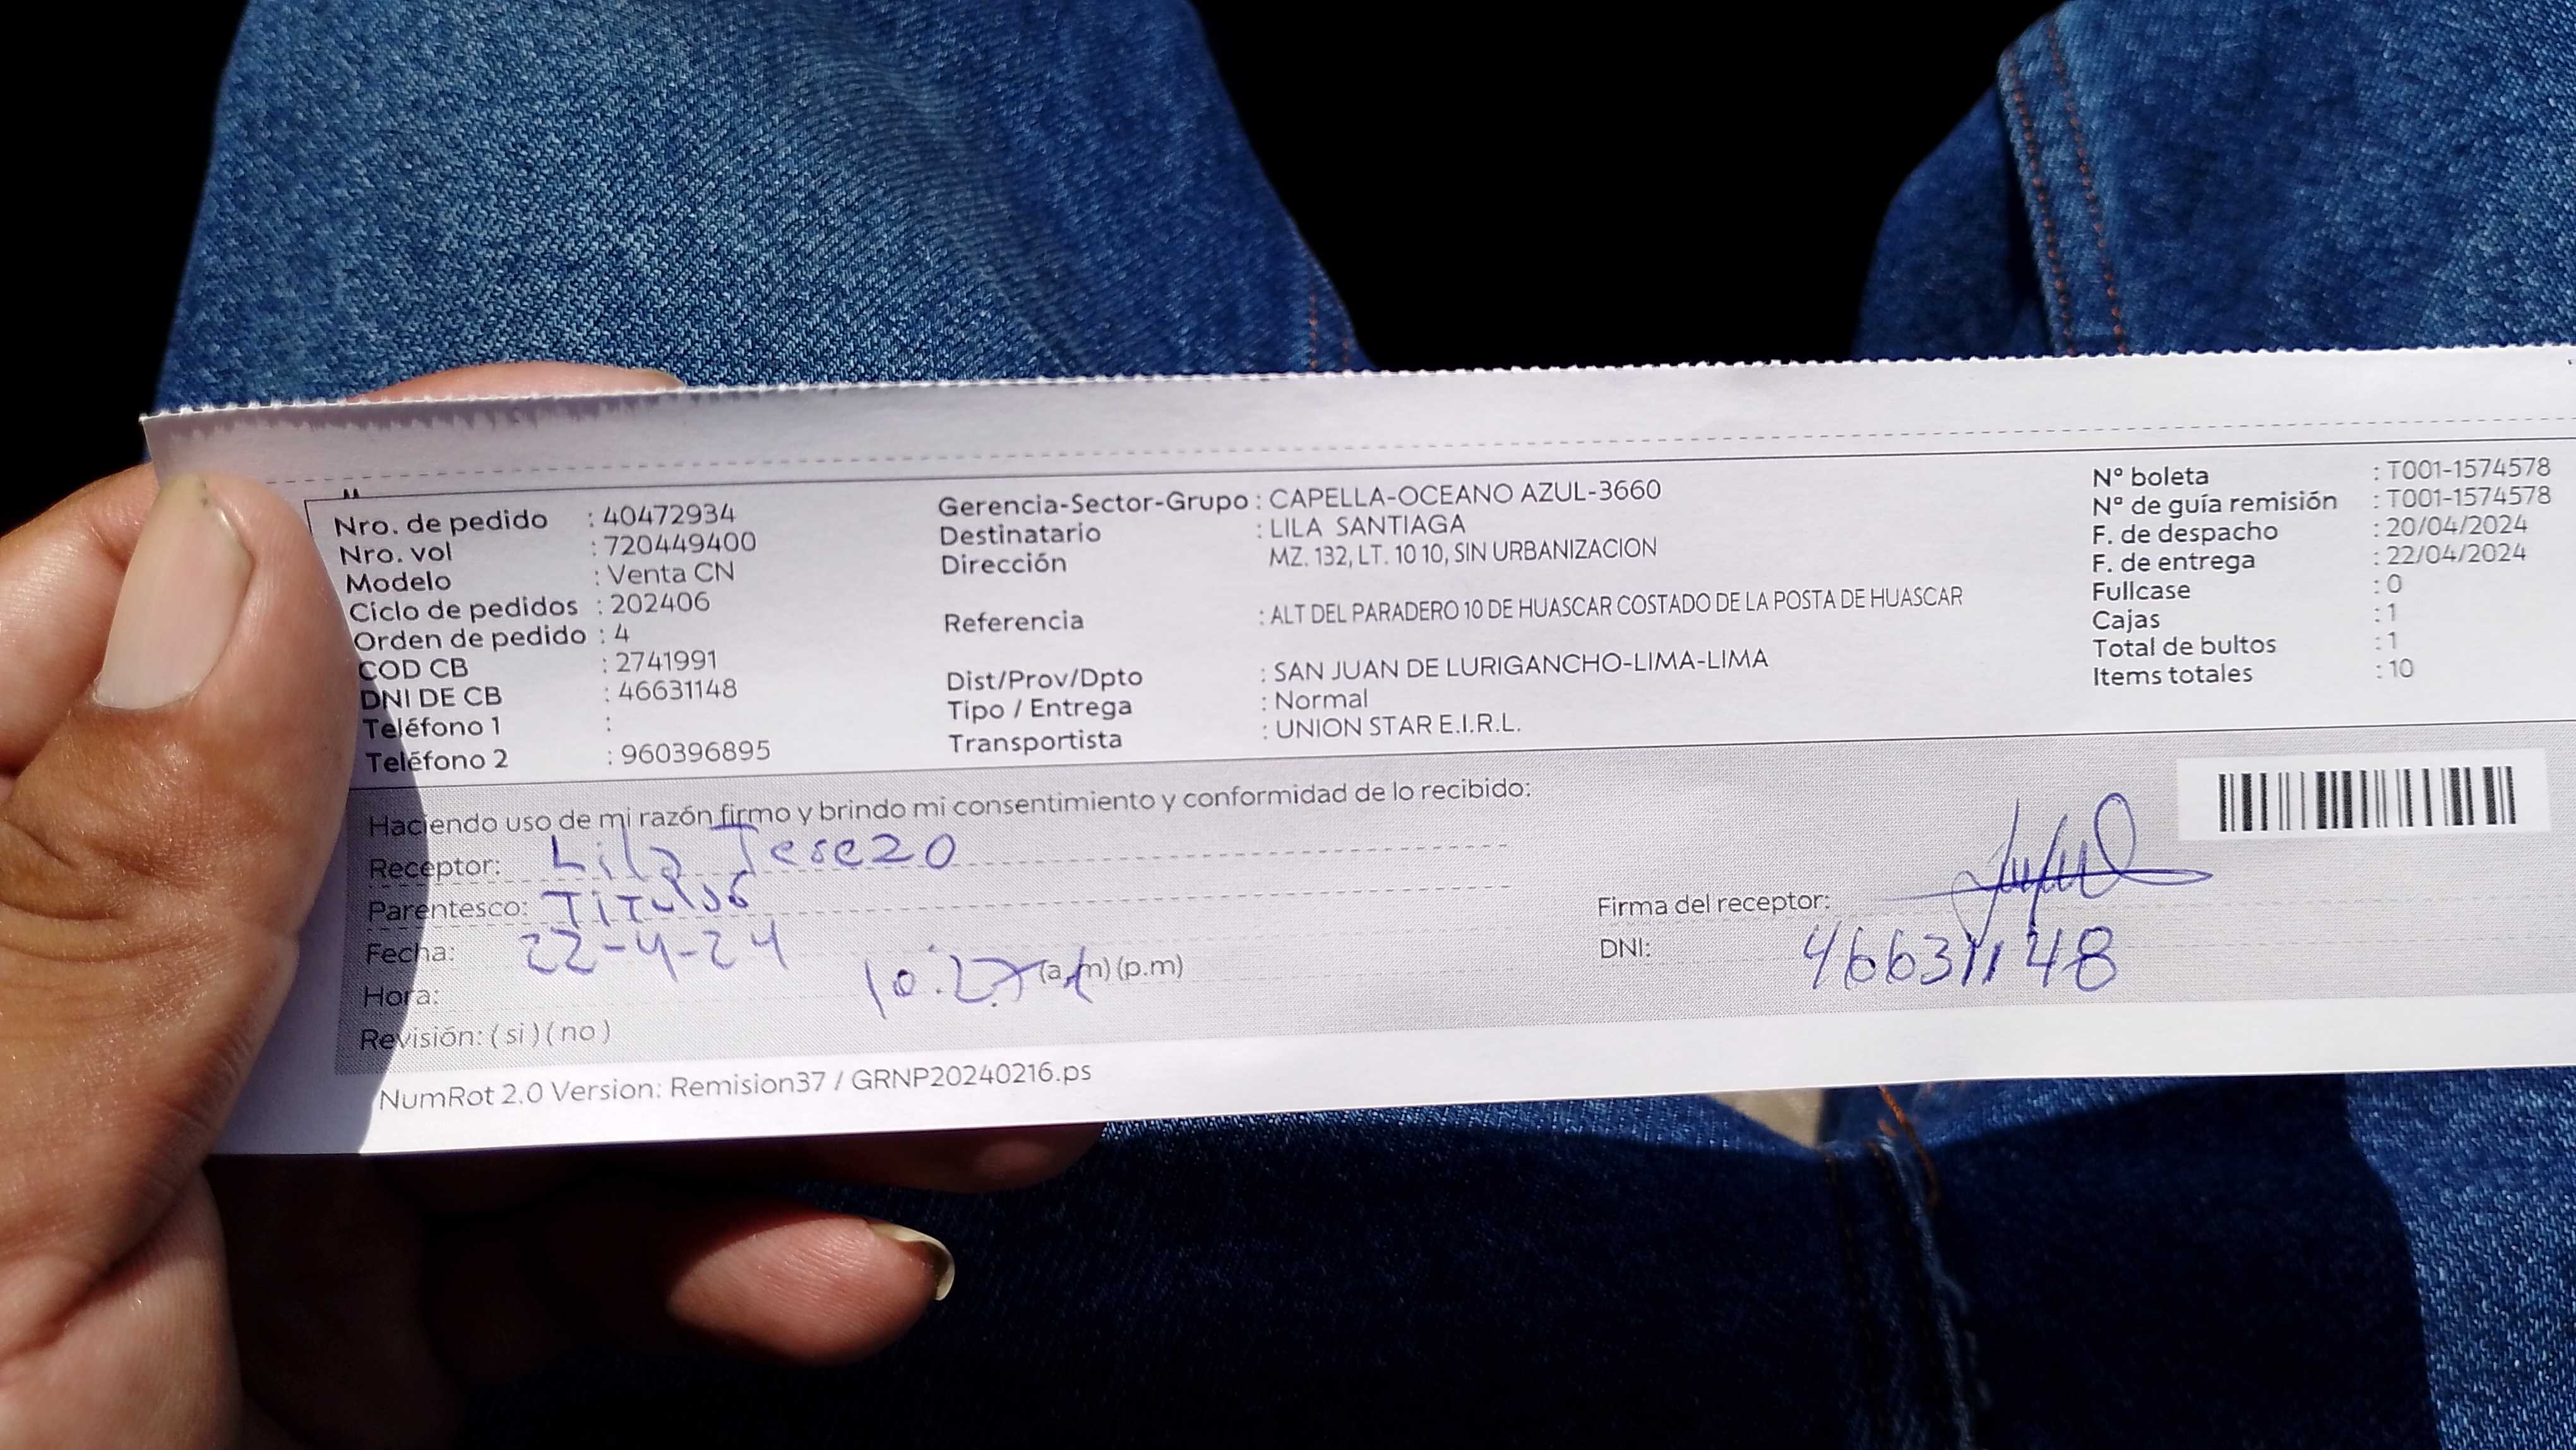 Nro. de pedido : 40472934
Nro. vol : 720449400
Modelo : Venta CN
Ciclo de pedidos : 202406
Orden de pedido : 4
COD CB : 2741991
DNI DE CB : 46631148
Teléfono 1 :
Teléfono 2 : 960396895
Gerencia-Sector-Grupo : CAPELLA-OCEANO AZUL-3660
Destinatario : LILA SANTIAGA
Dirección MZ. 132, LT. 10 10, SIN URBANIZACION
Referencia : ALT DEL PARADERO 10 DE HUASCAR COSTADO DE LA POSTA DE HUASCAR
Dist/Prov/Dpto : SAN JUAN DE LURIGANCHO-LIMA-LIMA
Tipo / Entrega : Normal
Transportista : UNION STAR E.I.R.L.
Nº boleta : T001-1574578
Nº de guía remisión : T001-1574578
F. de despacho : 20/04/2024
F. de entrega : 22/04/2024
Fullcase : 0
Cajas : 1
Total de bultos : 1
Items totales : 10
Haciendo uso de mi razón firmo y brindo mi consentimiento y conformidad de lo recibido:
Receptor: Lila
Parentesco:
Fecha: 22-4-24
Hora: 10:27 (a.m) (p.m)
Revisión: ( si ) ( no )
Firma del receptor:
DNI: 46631148
NumRot 2.0 Version: Remision37 / GRNP20240216.ps